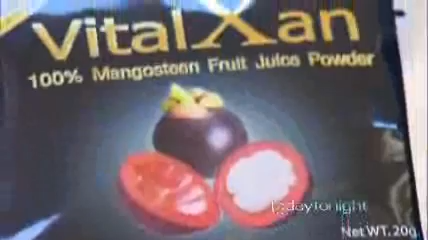 VitalXan
100% Mangosteen Fruit Juice Powder
todaytonight
Net WT. 20g